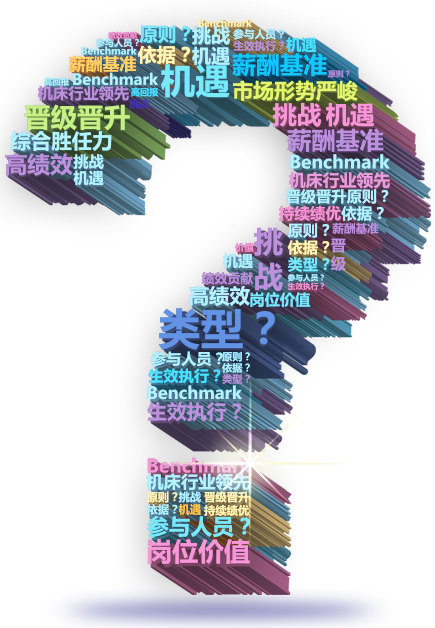 Benchmark
原则？挑战 参与人员？
参与人员？ 生效执行？机遇
Benchmark 依据？机遇
薪酬基准 薪酬基准
高回报 Benchmark 机遇 原则？
机床行业领先 高回报 市场形势严峻
晋级晋升 挑战 机遇
综合胜任力 薪酬基准
高绩效 挑战 Benchmark
机遇 机床行业领先
晋级晋升原则？
持续绩优依据？
挑战 原则？薪酬基准
价值 依据？晋级
机遇 类型？
绩效贡献 参与人员？
高绩效 生效执行？
岗位价值
类型？
参与人员？原则？
依据？
生效执行？类型？
Benchmark
生效执行？
Benchmark
机床行业领先
原则？挑战 晋级晋升
依据？机遇 持续绩优
参与人员？
岗位价值